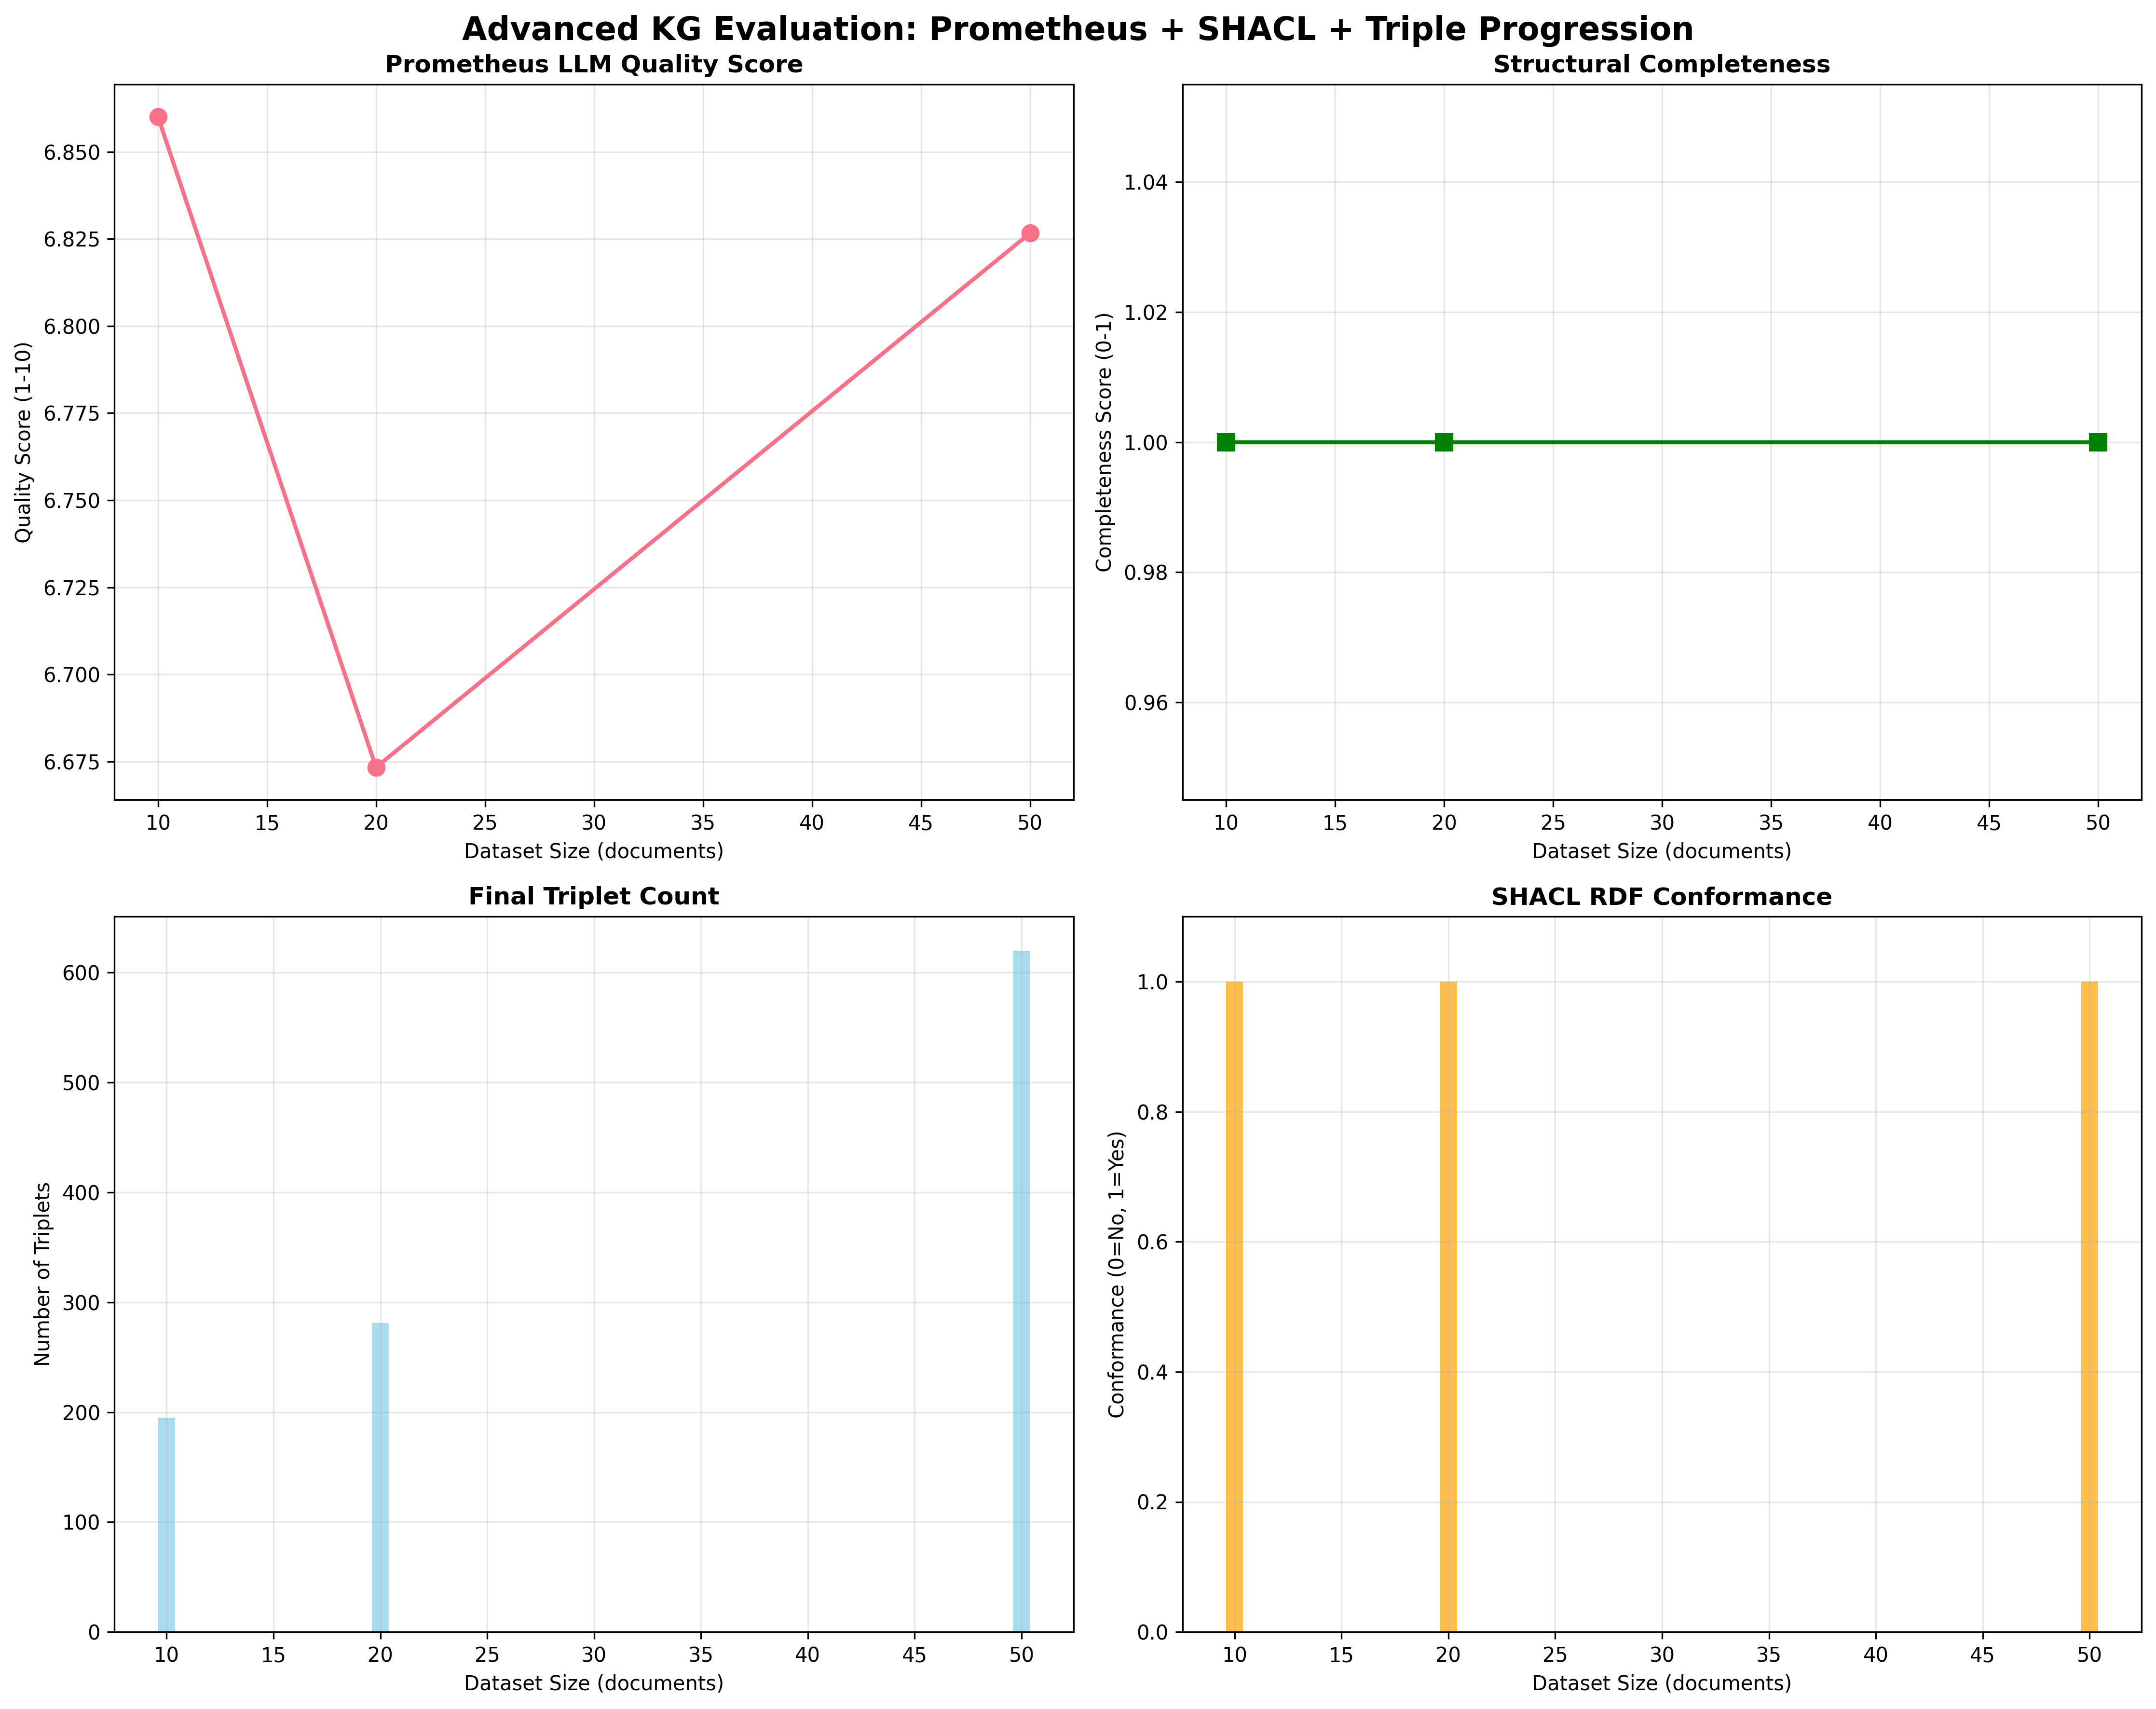 Advanced KG Evaluation: Prometheus + SHACL + Triple Progression
Prometheus LLM Quality Score
Quality Score (1-10)
6.850
6.825
6.800
6.775
6.750
6.725
6.700
6.675
10 15 20 25 30 35 40 45 50
Dataset Size (documents)
Structural Completeness
Completeness Score (0-1)
1.04
1.02
1.00
0.98
0.96
10 15 20 25 30 35 40 45 50
Dataset Size (documents)
Final Triplet Count
Number of Triplets
600
500
400
300
200
100
0
10 15 20 25 30 35 40 45 50
Dataset Size (documents)
SHACL RDF Conformance
Conformance (0=No, 1=Yes)
1.0
0.8
0.6
0.4
0.2
0.0
10 15 20 25 30 35 40 45 50
Dataset Size (documents)